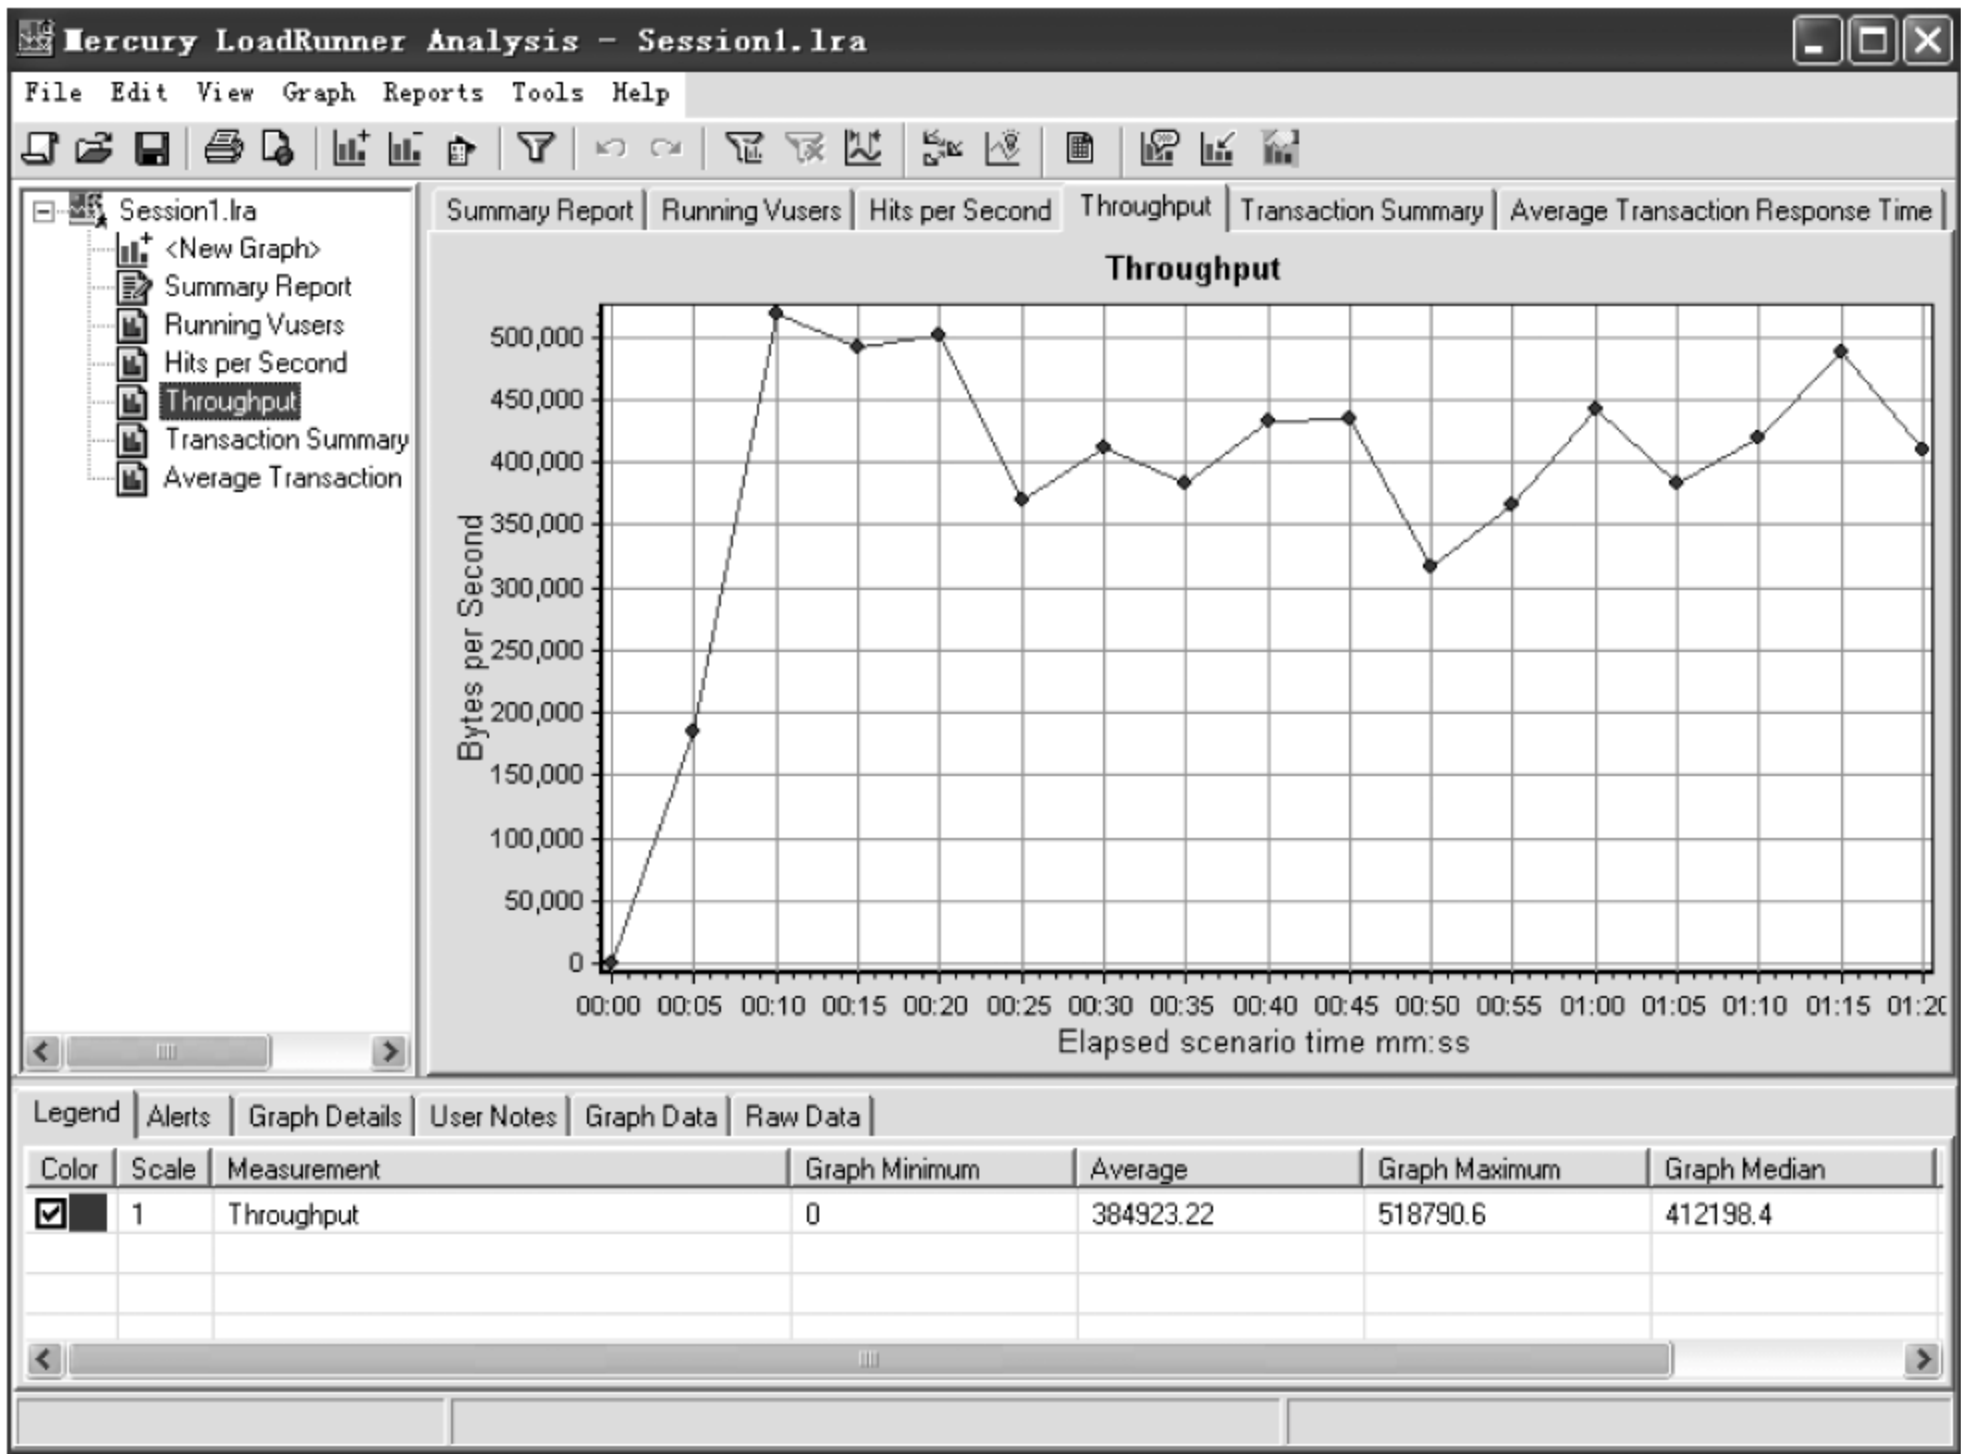 Mercury LoadRunner Analysis - Session1.lra
File Edit View Graph Reports Tools Help
Session1.lra
<New Graph>
Summary Report
Running Vusers
Hits per Second
Throughput
Transaction Summary
Average Transaction
Summary Report Running Vusers Hits per Second Throughput Transaction Summary Average Transaction Response Time
Throughput
Bytes per Second
500,000
450,000
400,000
350,000
300,000
250,000
200,000
150,000
100,000
50,000
0
00:00 00:05 00:10 00:15 00:20 00:25 00:30 00:35 00:40 00:45 00:50 00:55 01:00 01:05 01:10 01:15 01:20
Elapsed scenario time mm:ss
Legend Alerts Graph Details User Notes Graph Data Raw Data
Color Scale Measurement Graph Minimum Average Graph Maximum Graph Median
1 Throughput 0 384923.22 518790.6 412198.4